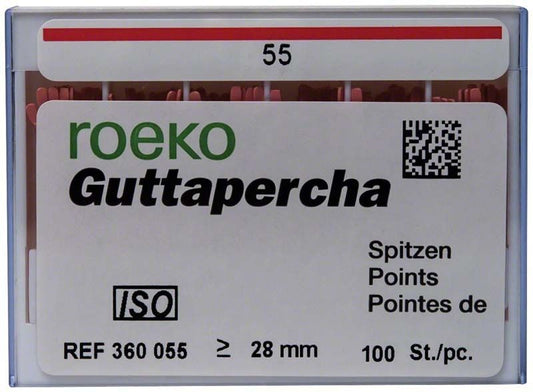 55
roeko
Guttapercha
Spitzen
Points
Pointes de
ISO
REF 360 055 ≥ 28 mm 100 St./pc.